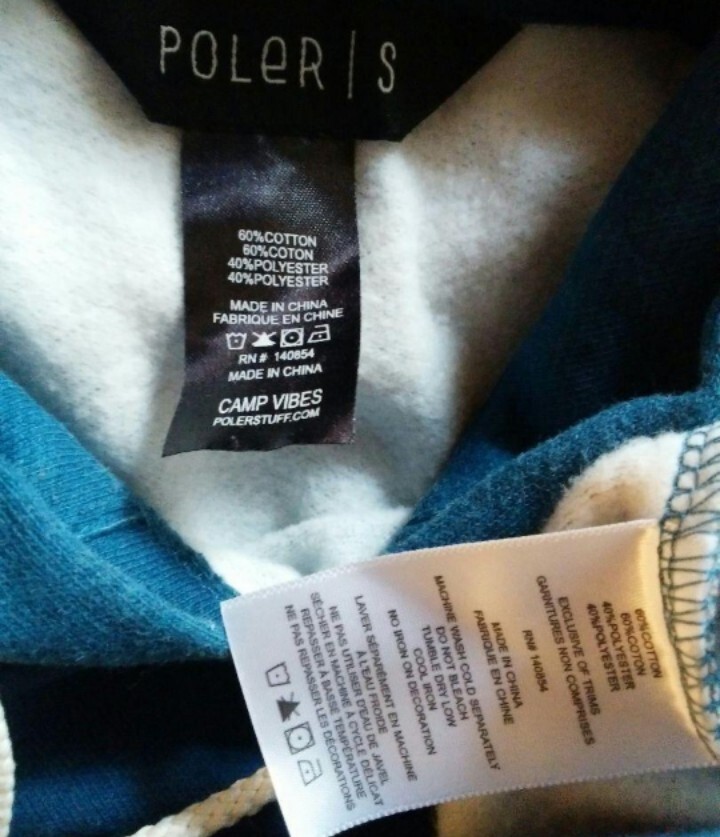 POLER | S
60%COTTON
60%COTON
40%POLYESTER
40%POLYESTER
MADE IN CHINA
FABRIQUE EN CHINE
RN# 140854
MADE IN CHINA
CAMP VIBES
POLERSTUFF.COM
60%COTTON
60%COTON
40%POLYESTER
40%POLYESTER
EXCLUSIVE OF TRIMS
GARNITURES NON COMPRISES
RN# 140854
MADE IN CHINA
FABRIQUE EN CHINE
MACHINE WASH COLD SEPARATELY
DO NOT BLEACH
TUMBLE DRY LOW
COOL IRON
NO IRON ON DECORATION
LAVER SÉPARÉMENT EN MACHINE
À L'EAU FROIDE
NE PAS UTILISER D'EAU DE JAVEL
SÉCHER EN MACHINE À CYCLE DÉLICAT
REPASSER À BASSE TEMPÉRATURE
NE PAS REPASSER LES DÉCORATIONS